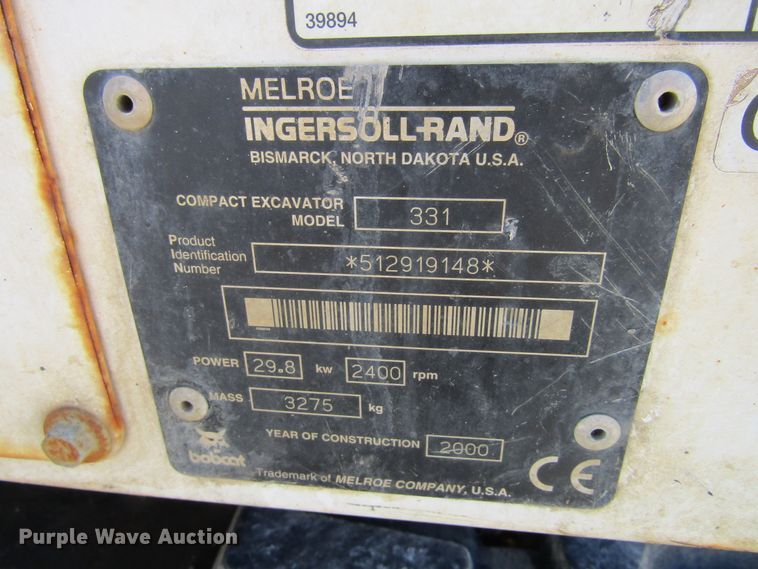 39894
MELROE
INGERSOLL-RAND®
BISMARCK, NORTH DAKOTA U.S.A.
COMPACT EXCAVATOR
MODEL 331
Product
Identification
Number *512919148*
POWER 29.8 kw 2400 rpm
MASS 3275 kg
YEAR OF CONSTRUCTION 2000
bobcat
Trademark of MELROE COMPANY, U.S.A.
CE
Purple Wave Auction